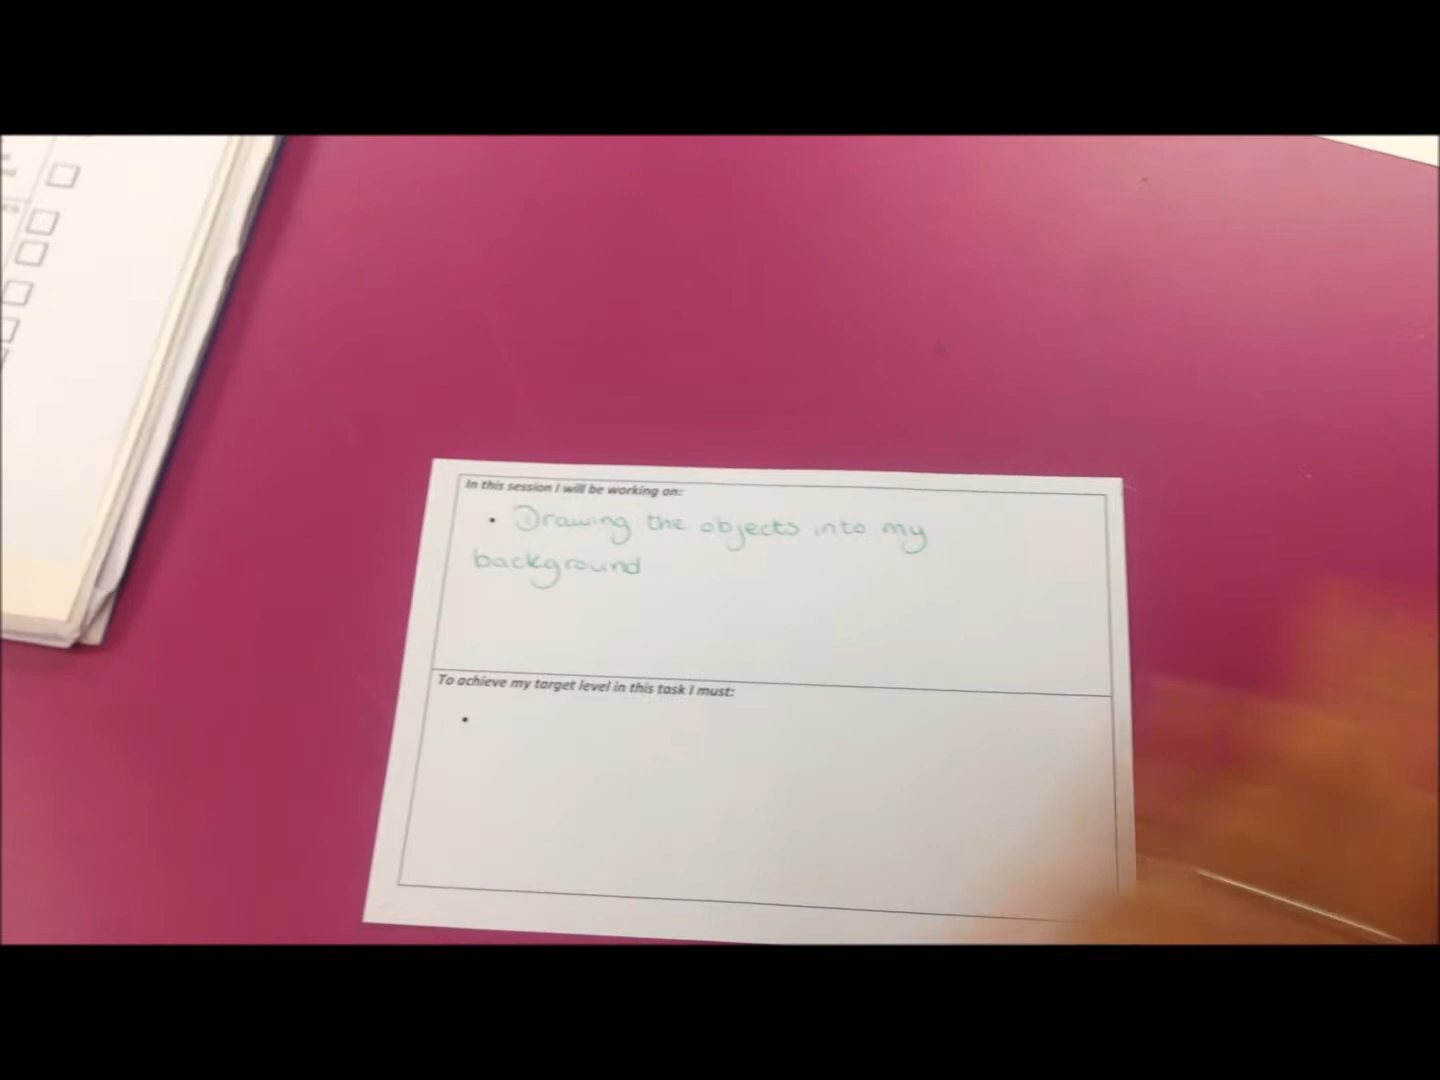 In this session I will be working on:
• Drawing the objects into my
background
To achieve my target level in this task I must:
•